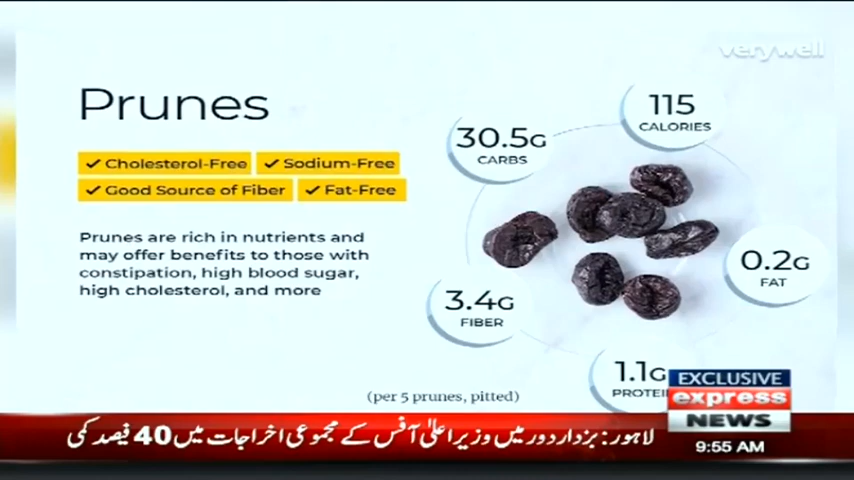 verywell
Prunes
✓ Cholesterol-Free ✓ Sodium-Free
✓ Good Source of Fiber ✓ Fat-Free
Prunes are rich in nutrients and
may offer benefits to those with
constipation, high blood sugar,
high cholesterol, and more
115
CALORIES
30.5G
CARBS
0.2G
FAT
3.4G
FIBER
1.1G
PROTEI
(per 5 prunes, pitted)
EXCLUSIVE
express
NEWS
9:55 AM
لاہور: بزدار دور میں وزیراعلیٰ آفس کے مجموعی اخراجات میں 40 فیصد کمی